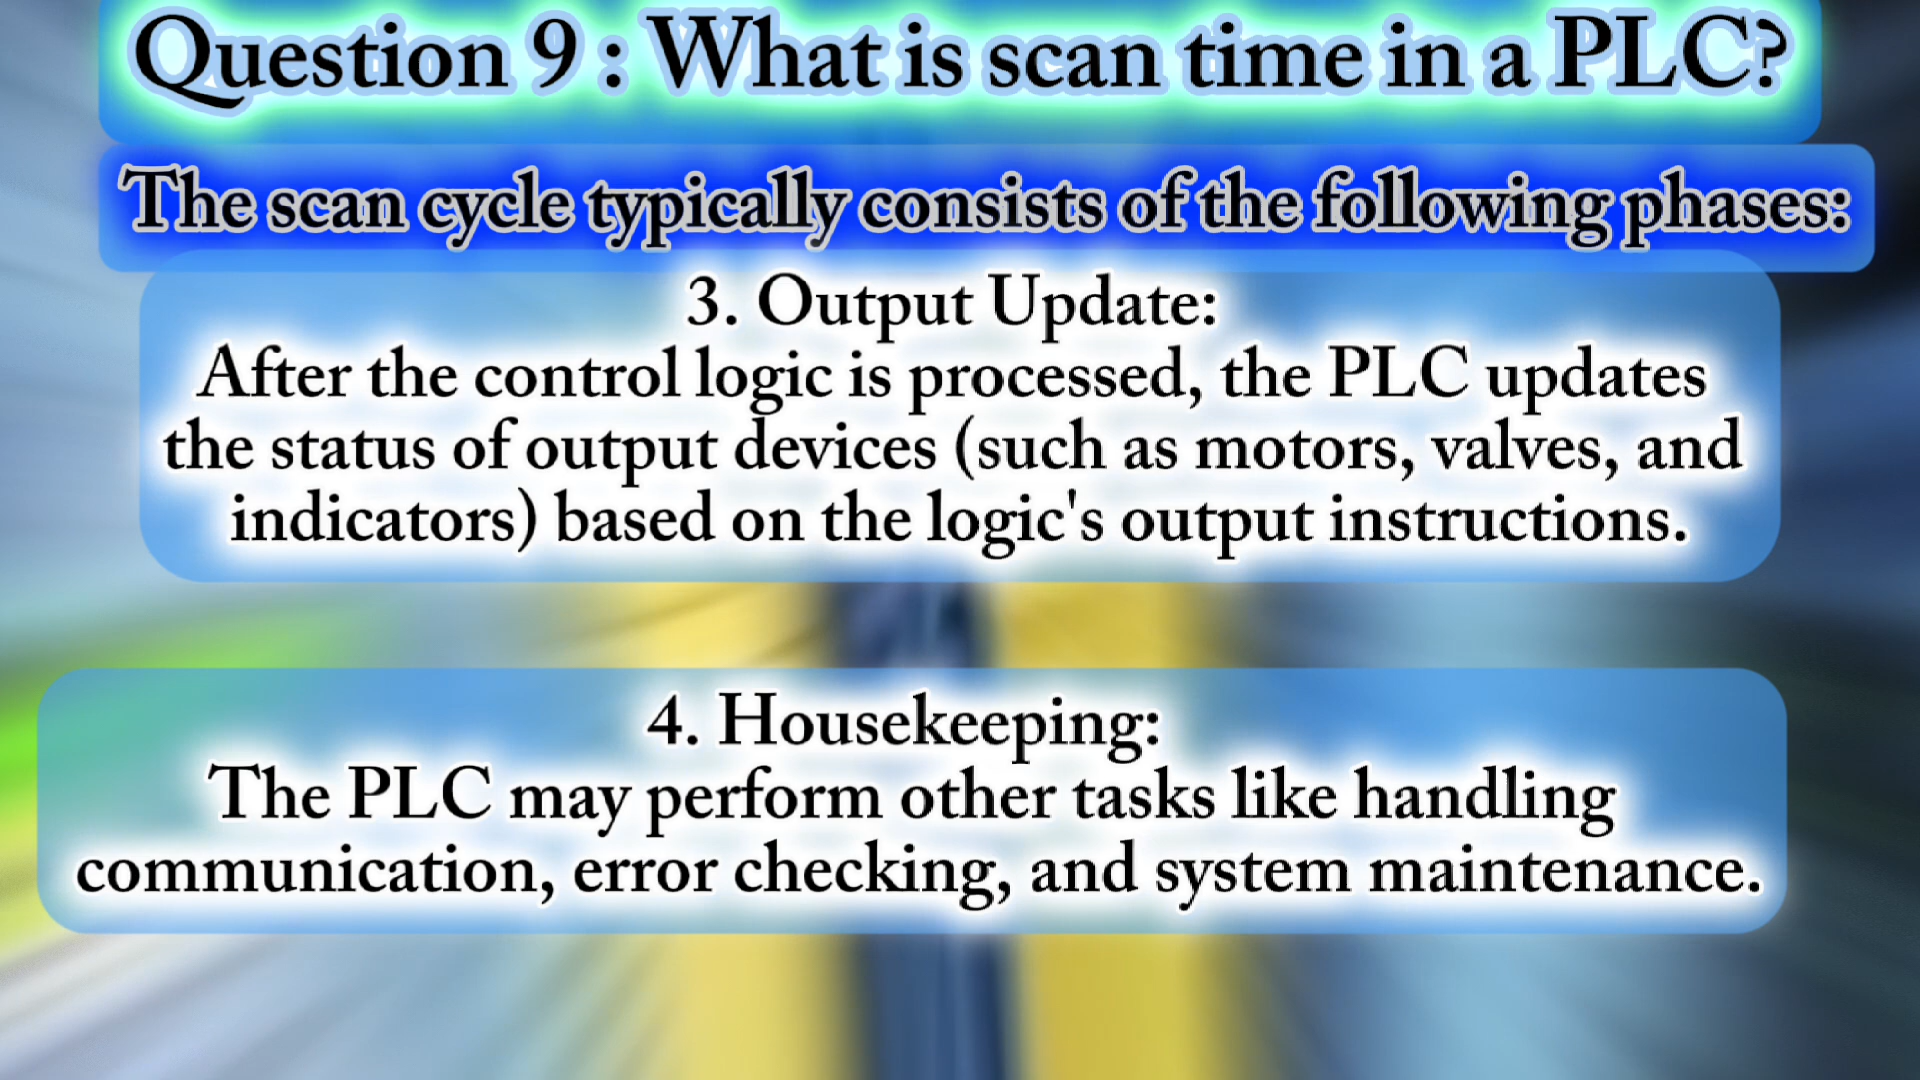 Question 9 : What is scan time in a PLC?
The scan cycle typically consists of the following phases:
3. Output Update:
After the control logic is processed, the PLC updates
the status of output devices (such as motors, valves, and
indicators) based on the logic's output instructions.
4. Housekeeping:
The PLC may perform other tasks like handling
communication, error checking, and system maintenance.